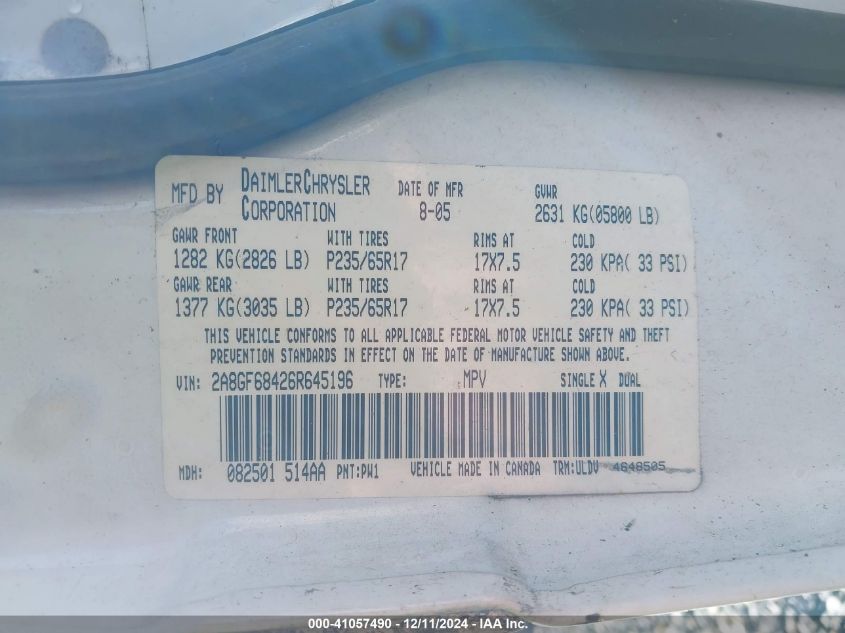 MFD BY DAIMLERCHRYSLER CORPORATION DATE OF MFR 8-05 GVWR 2631 KG(05800 LB)
GAWR FRONT WITH TIRES RIMS AT COLD
1282 KG(2826 LB) P235/65R17 17X7.5 230 KPA( 33 PSI)
GAWR REAR WITH TIRES RIMS AT COLD
1377 KG(3035 LB) P235/65R17 17X7.5 230 KPA( 33 PSI)
THIS VEHICLE CONFORMS TO ALL APPLICABLE FEDERAL MOTOR VEHICLE SAFETY AND THEFT
PREVENTION STANDARDS IN EFFECT ON THE DATE OF MANUFACTURE SHOWN ABOVE.
VIN: 2A8GF68426R645196 TYPE: MPV SINGLE X DUAL
MDH: 082501 514AA PNT:PW1 VEHICLE MADE IN CANADA TRM:ULDV 4648505
000-41057490 - 12/11/2024 - IAA Inc.